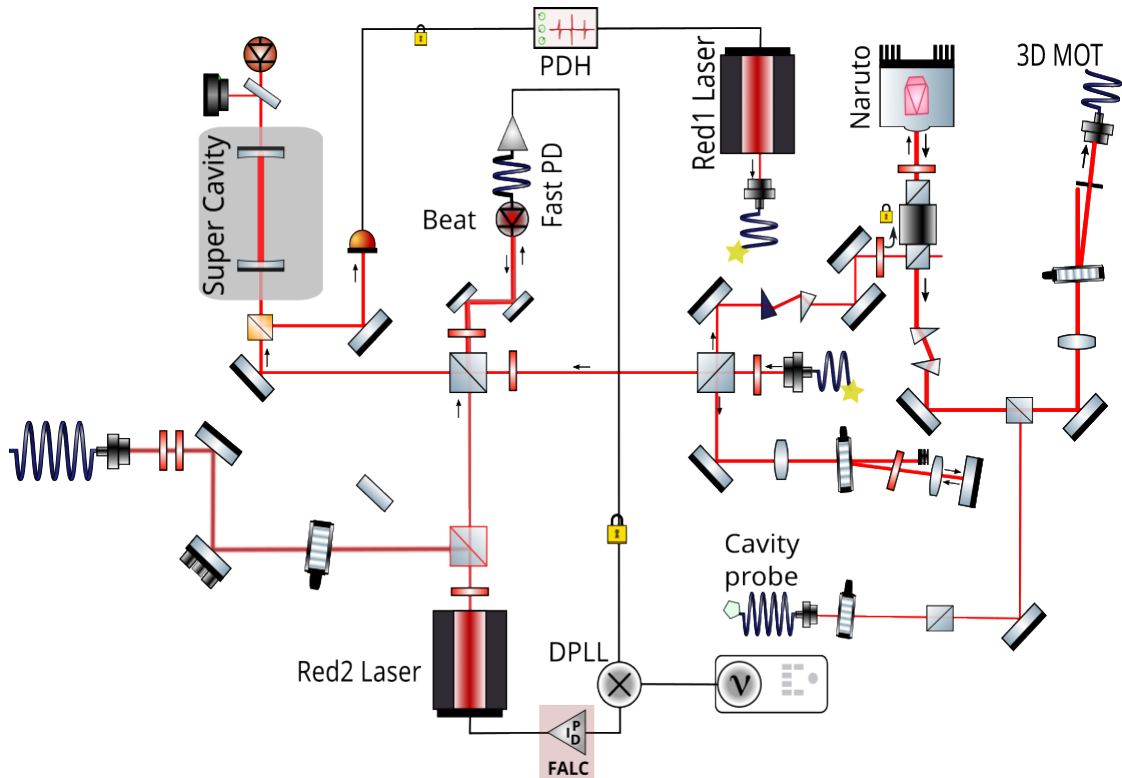 PDH
Red1 Laser
Naruto
3D MOT
Super Cavity
Beat
Fast PD
Cavity
probe
Red2 Laser
DPLL
ν
P
I
D
FALC